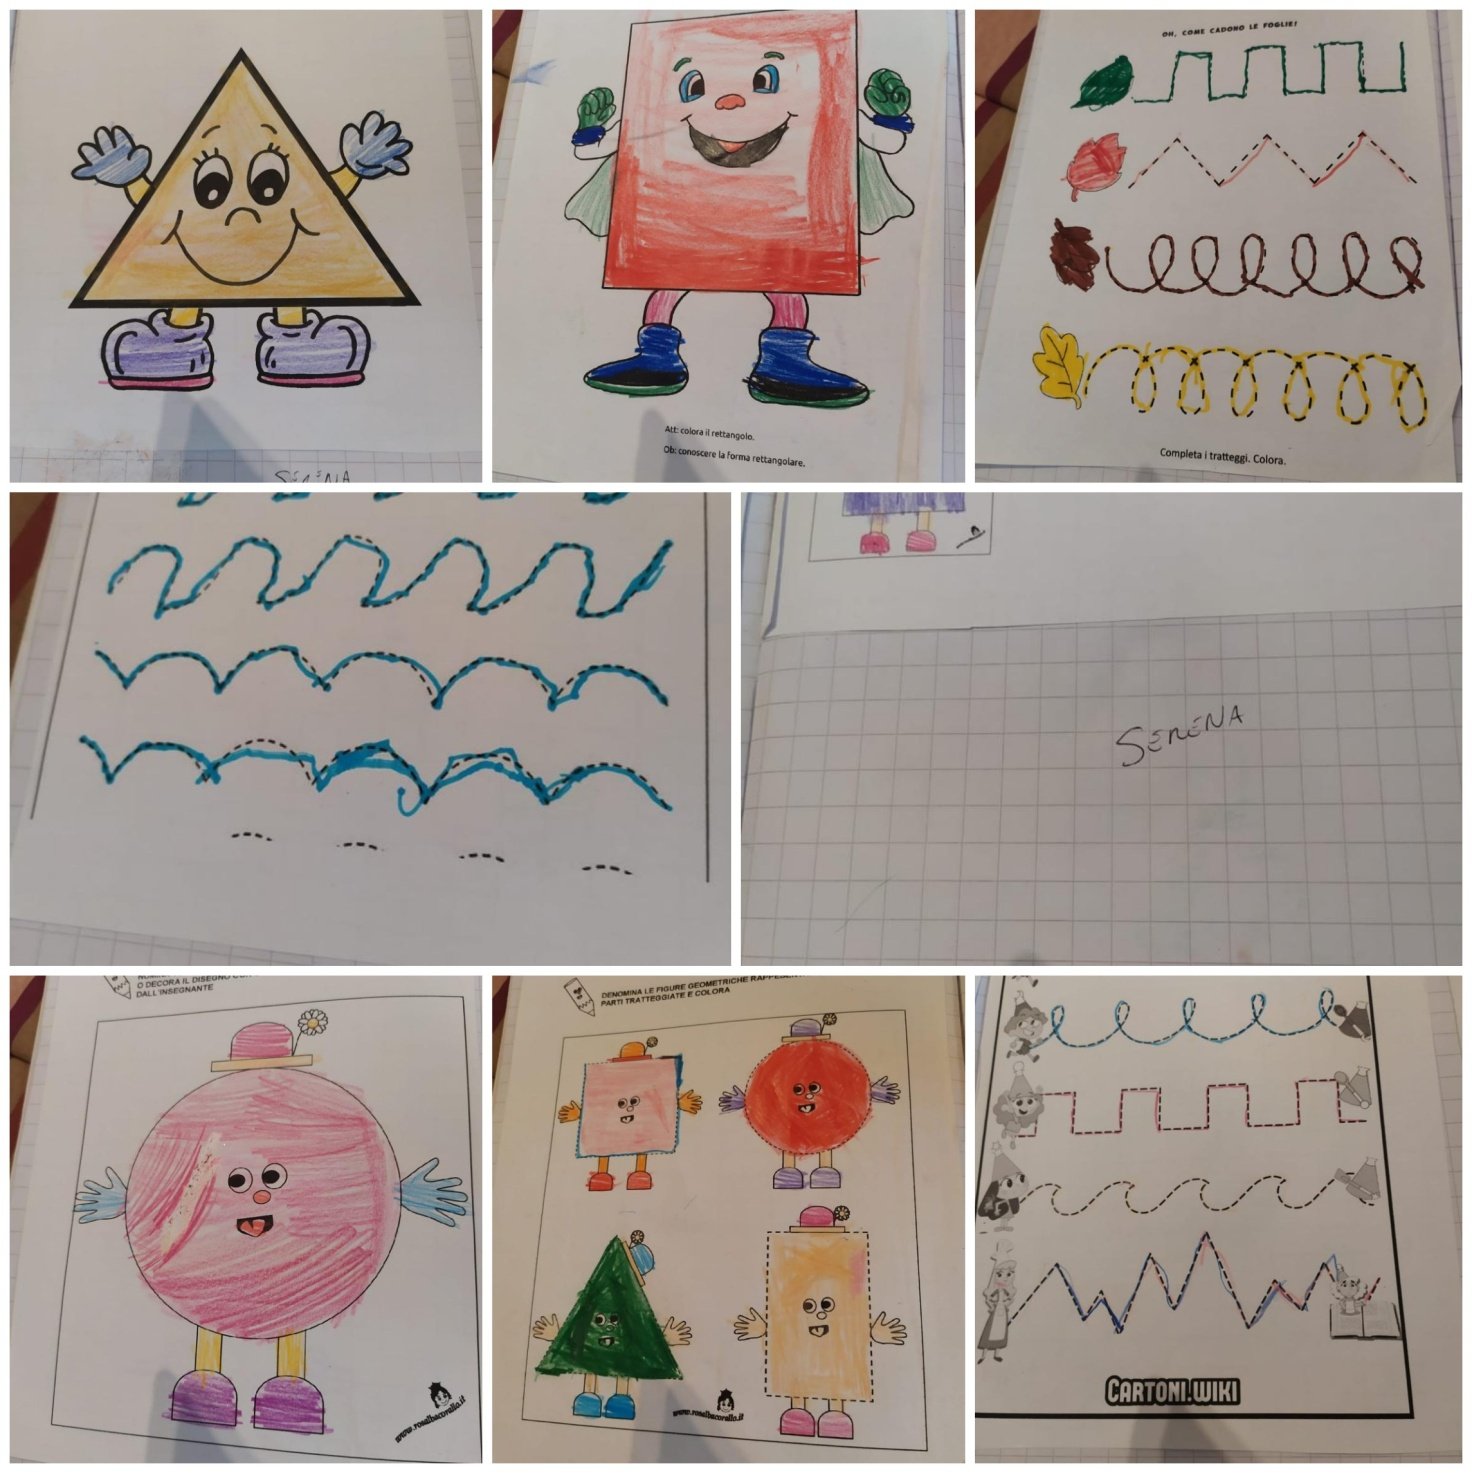 SERENA
Att: colora il rettangolo.
Ob: conoscere la forma rettangolare.
OH, COME CADONO LE FOGLIE!
Completa i tratteggi. Colora.
SERENA
O DECORA IL DISEGNO
DALL'INSEGNANTE
www.rosalbacorallo.it
DENOMINA LE FIGURE GEOMETRICHE
PARTI TRATTEGGIATE E COLORA
www.rosalbacorallo.it
CARTONI.WIKI